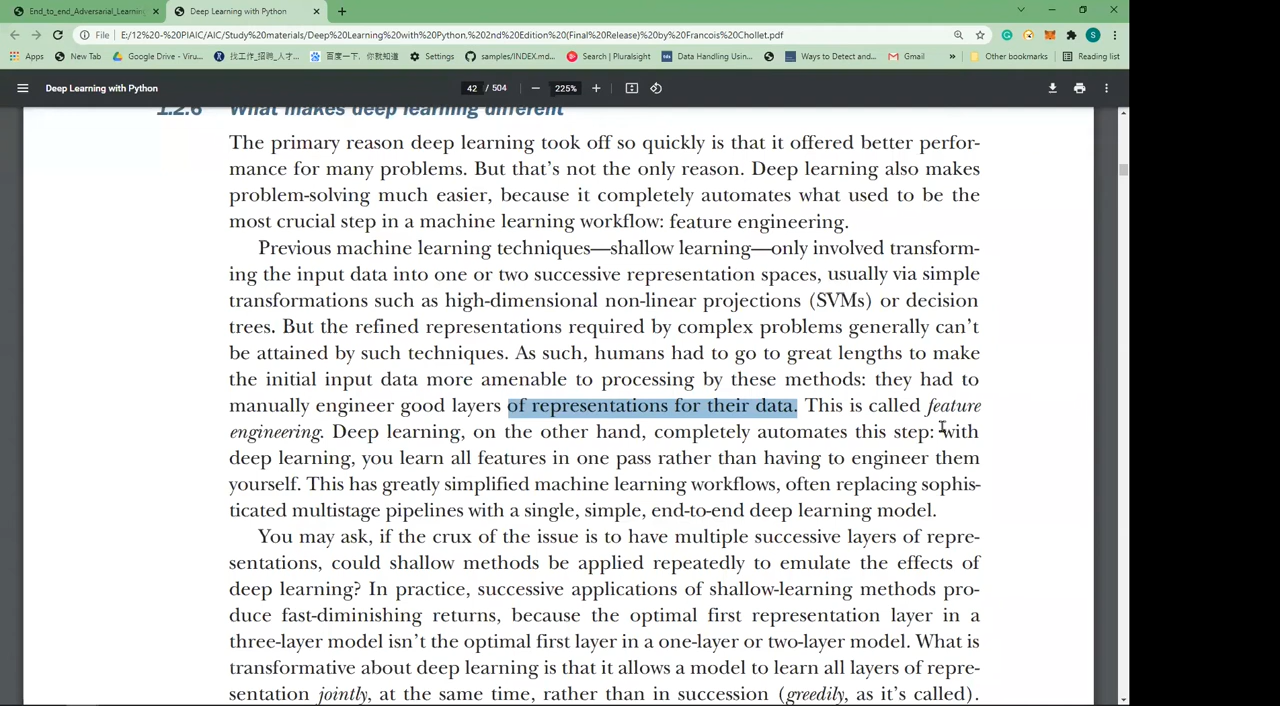 End_to_end_Adversarial_Learning
Deep Learning with Python
File
E:/12%20-%20PIAIC/AIC/Study%20materials/Deep%20Learning%20with%20Python.%202nd%20Edition%20(Final%20Release)%20by%20Francois%20Chollet.pdf
Apps
New Tab
Google Drive - Viru...
找工作_招聘_人才...
百度一下，你就知道
Settings
samples/INDEX.md...
Search | Pluralsight
Data Handling Usin...
Ways to Detect and...
Gmail
»
Other bookmarks
Reading list
Deep Learning with Python
42 / 504
225%
1.2.6 What makes deep learning different
The primary reason deep learning took off so quickly is that it offered better perfor-
mance for many problems. But that's not the only reason. Deep learning also makes
problem-solving much easier, because it completely automates what used to be the
most crucial step in a machine learning workflow: feature engineering.
Previous machine learning techniques—shallow learning—only involved transform-
ing the input data into one or two successive representation spaces, usually via simple
transformations such as high-dimensional non-linear projections (SVMs) or decision
trees. But the refined representations required by complex problems generally can't
be attained by such techniques. As such, humans had to go to great lengths to make
the initial input data more amenable to processing by these methods: they had to
manually engineer good layers of representations for their data. This is called feature
engineering. Deep learning, on the other hand, completely automates this step: with
deep learning, you learn all features in one pass rather than having to engineer them
yourself. This has greatly simplified machine learning workflows, often replacing sophis-
ticated multistage pipelines with a single, simple, end-to-end deep learning model.
You may ask, if the crux of the issue is to have multiple successive layers of repre-
sentations, could shallow methods be applied repeatedly to emulate the effects of
deep learning? In practice, successive applications of shallow-learning methods pro-
duce fast-diminishing returns, because the optimal first representation layer in a
three-layer model isn't the optimal first layer in a one-layer or two-layer model. What is
transformative about deep learning is that it allows a model to learn all layers of repre-
sentation jointly, at the same time, rather than in succession (greedily, as it's called).